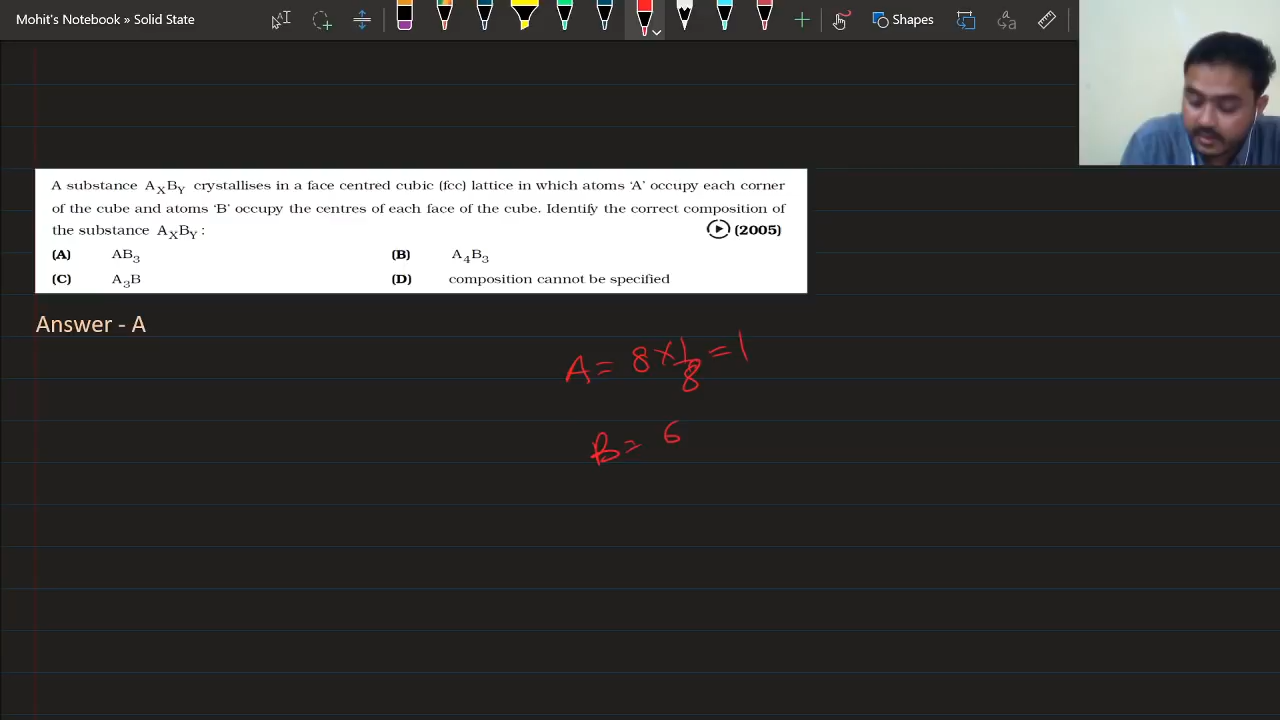 Mohit's Notebook » Solid State
Shapes
A substance AXBY crystallises in a face centred cubic (fcc) lattice in which atoms 'A' occupy each corner
of the cube and atoms 'B' occupy the centres of each face of the cube. Identify the correct composition of
the substance AXBY : (2005)
(A) AB3 (B) A4B3
(C) A3B (D) composition cannot be specified
Answer - A
A = 8 × 1/8 = 1
B = 6